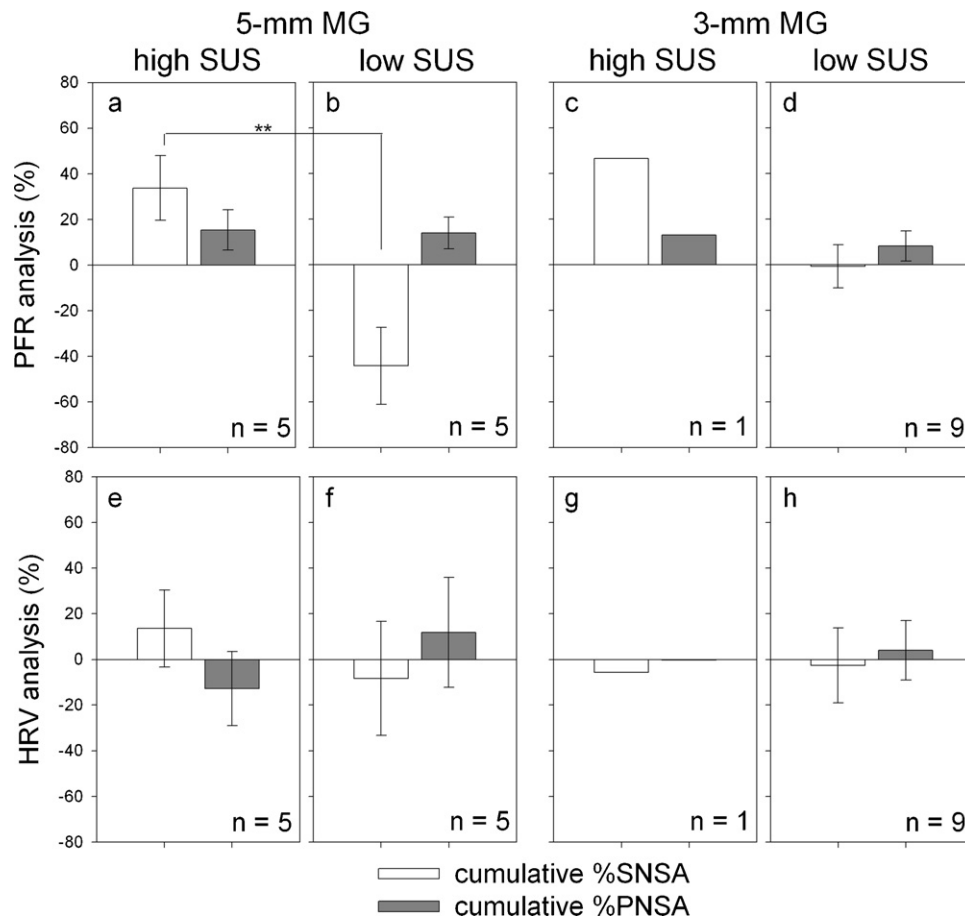 5-mm MG 3-mm MG
high SUS low SUS high SUS low SUS
PFR analysis (%)
80
60
40
20
0
-20
-40
-60
-80
a
**
n = 5
b
n = 5
c
n = 1
d
n = 9
HRV analysis (%)
80
60
40
20
0
-20
-40
-60
-80
e
n = 5
f
n = 5
g
n = 1
h
n = 9
cumulative %SNSA
cumulative %PNSA